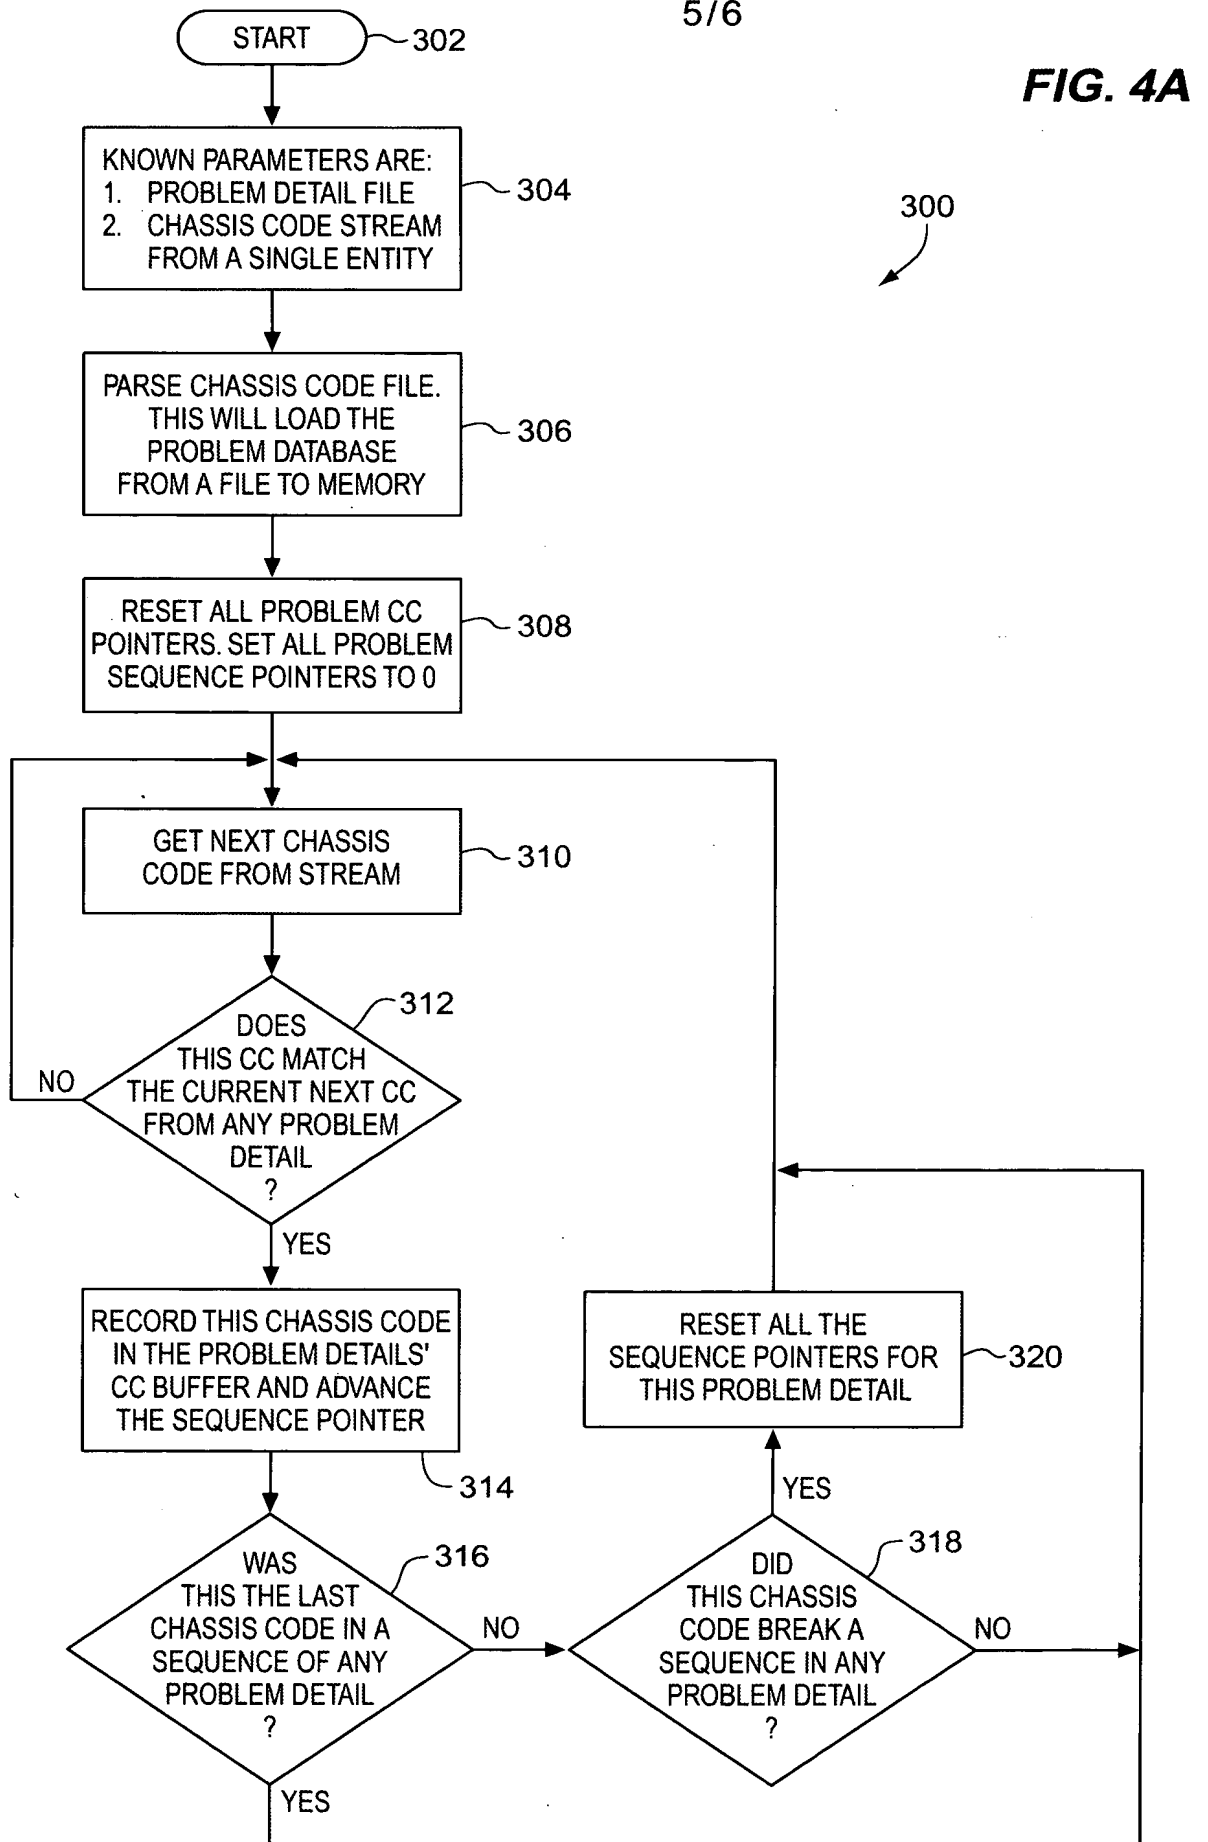 5/6
FIG. 4A
START
302
KNOWN PARAMETERS ARE:
1. PROBLEM DETAIL FILE
2. CHASSIS CODE STREAM
FROM A SINGLE ENTITY
304
300
PARSE CHASSIS CODE FILE.
THIS WILL LOAD THE
PROBLEM DATABASE
FROM A FILE TO MEMORY
306
RESET ALL PROBLEM CC
POINTERS. SET ALL PROBLEM
SEQUENCE POINTERS TO 0
308
GET NEXT CHASSIS
CODE FROM STREAM
310
312
DOES
THIS CC MATCH
THE CURRENT NEXT CC
FROM ANY PROBLEM
DETAIL
?
NO
YES
RECORD THIS CHASSIS CODE
IN THE PROBLEM DETAILS'
CC BUFFER AND ADVANCE
THE SEQUENCE POINTER
314
RESET ALL THE
SEQUENCE POINTERS FOR
THIS PROBLEM DETAIL
320
YES
316
WAS
THIS THE LAST
CHASSIS CODE IN A
SEQUENCE OF ANY
PROBLEM DETAIL
?
NO
318
DID
THIS CHASSIS
CODE BREAK A
SEQUENCE IN ANY
PROBLEM DETAIL
?
NO
YES